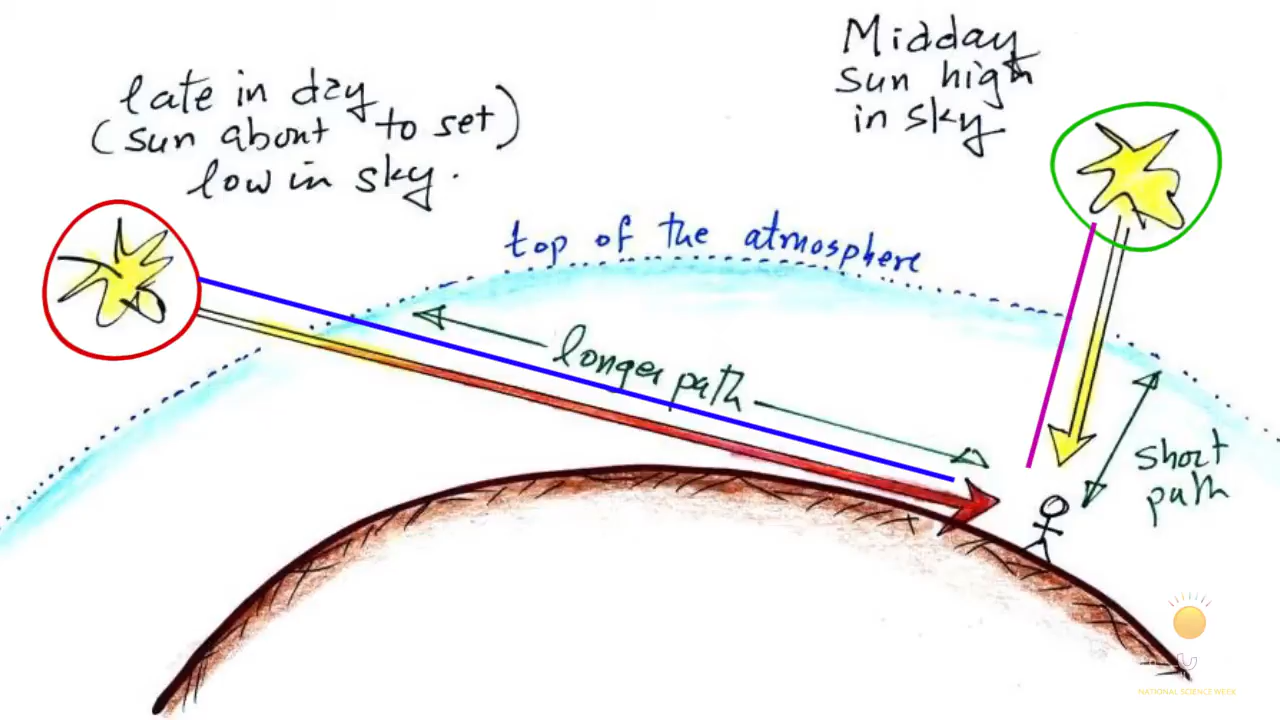 late in day
(sun about to set)
low in sky.
Midday
sun high
in sky
top of the atmosphere
longer path
short
path
NATIONAL SCIENCE WEEK